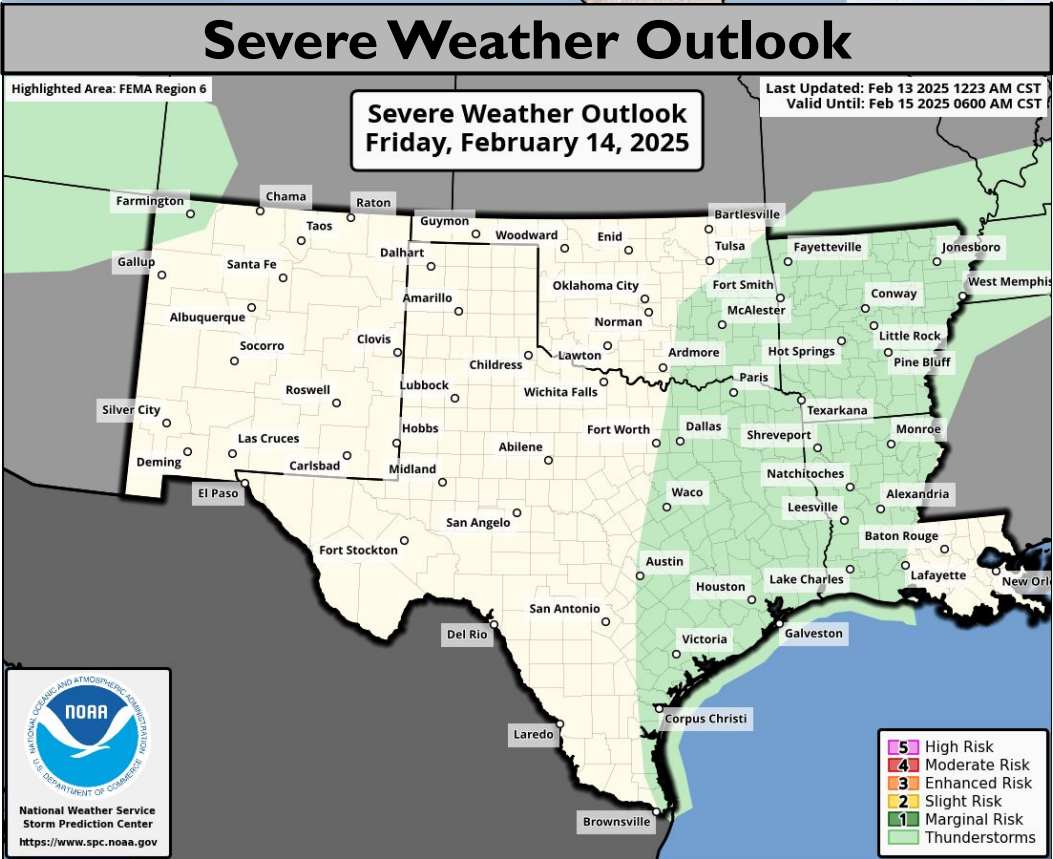 Severe Weather Outlook
Highlighted Area: FEMA Region 6
Last Updated: Feb 13 2025 1223 AM CST
Valid Until: Feb 15 2025 0600 AM CST
Severe Weather Outlook
Friday, February 14, 2025
Farmington
Chama
Raton
Taos
Guymon
Woodward
Enid
Bartlesville
Tulsa
Fayetteville
Jonesboro
Gallup
Santa Fe
Dalhart
Oklahoma City
Fort Smith
Conway
West Memphis
Amarillo
Albuquerque
Norman
McAlester
Little Rock
Socorro
Clovis
Childress
Lawton
Ardmore
Hot Springs
Pine Bluff
Roswell
Lubbock
Wichita Falls
Paris
Silver City
Texarkana
Las Cruces
Hobbs
Abilene
Fort Worth
Dallas
Shreveport
Monroe
Deming
Carlsbad
Midland
Natchitoches
El Paso
Waco
Leesville
Alexandria
San Angelo
Fort Stockton
Baton Rouge
Austin
Houston
Lake Charles
Lafayette
New Orl
San Antonio
Del Rio
Victoria
Galveston
Laredo
Corpus Christi
Brownsville
NATIONAL OCEANIC AND ATMOSPHERIC ADMINISTRATION
NOAA
U.S. DEPARTMENT OF COMMERCE
National Weather Service
Storm Prediction Center
https://www.spc.noaa.gov
5 High Risk
4 Moderate Risk
3 Enhanced Risk
2 Slight Risk
1 Marginal Risk
Thunderstorms